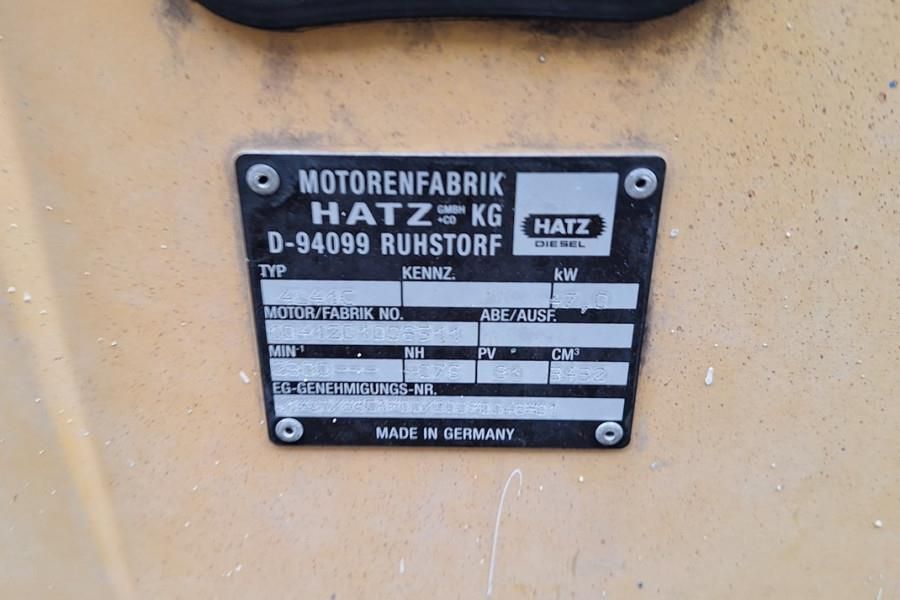 MOTORENFABRIK
HATZ GMBH +CO KG
D-94099 RUHSTORF
HATZ
DIESEL
TYP KENNZ. kW
4L41C 47,0
MOTOR/FABRIK NO. ABE/AUSF.
MIN⁻¹ NH PV CM³
3432
EG-GENEHMIGUNGS-NR.
MADE IN GERMANY